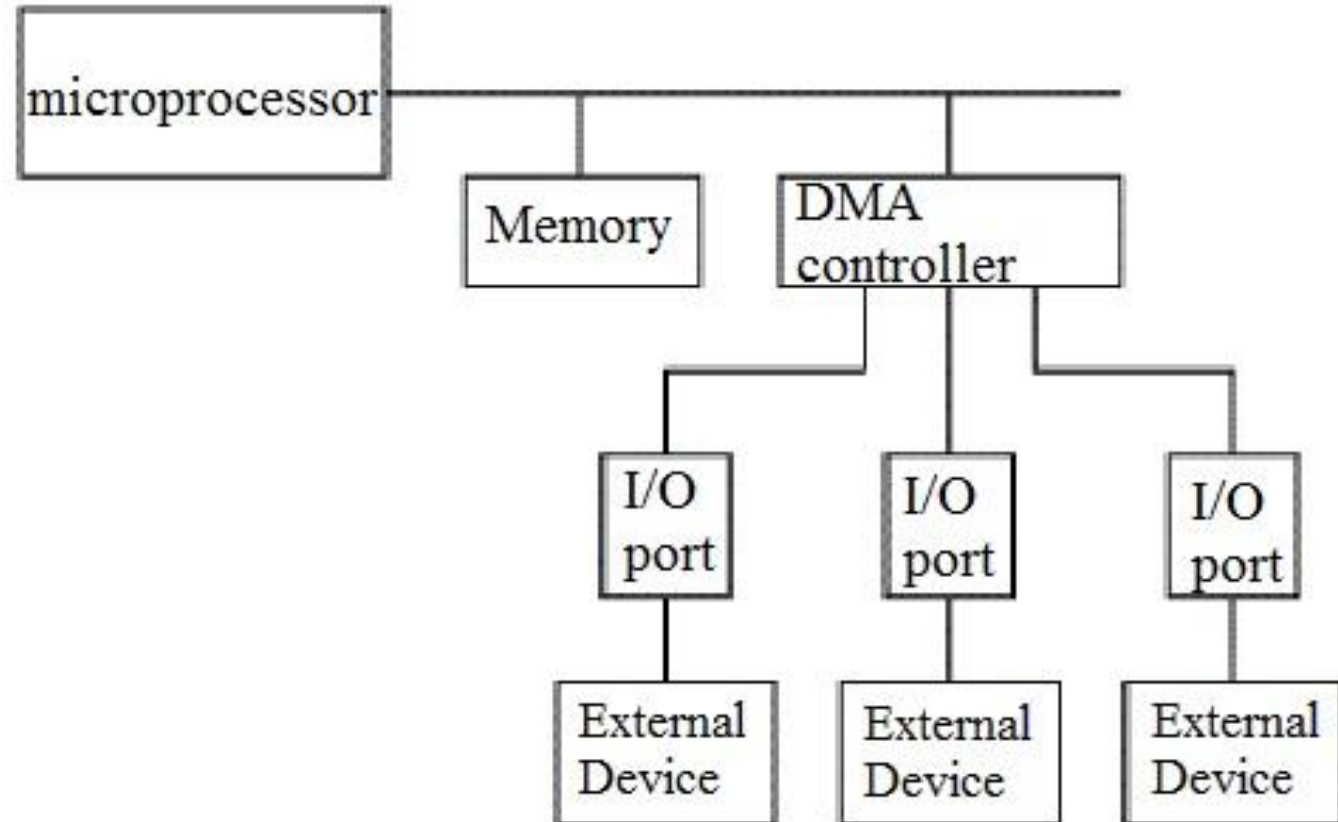 microprocessor
Memory
DMA
controller
I/O
port
I/O
port
I/O
port
External
Device
External
Device
External
Device